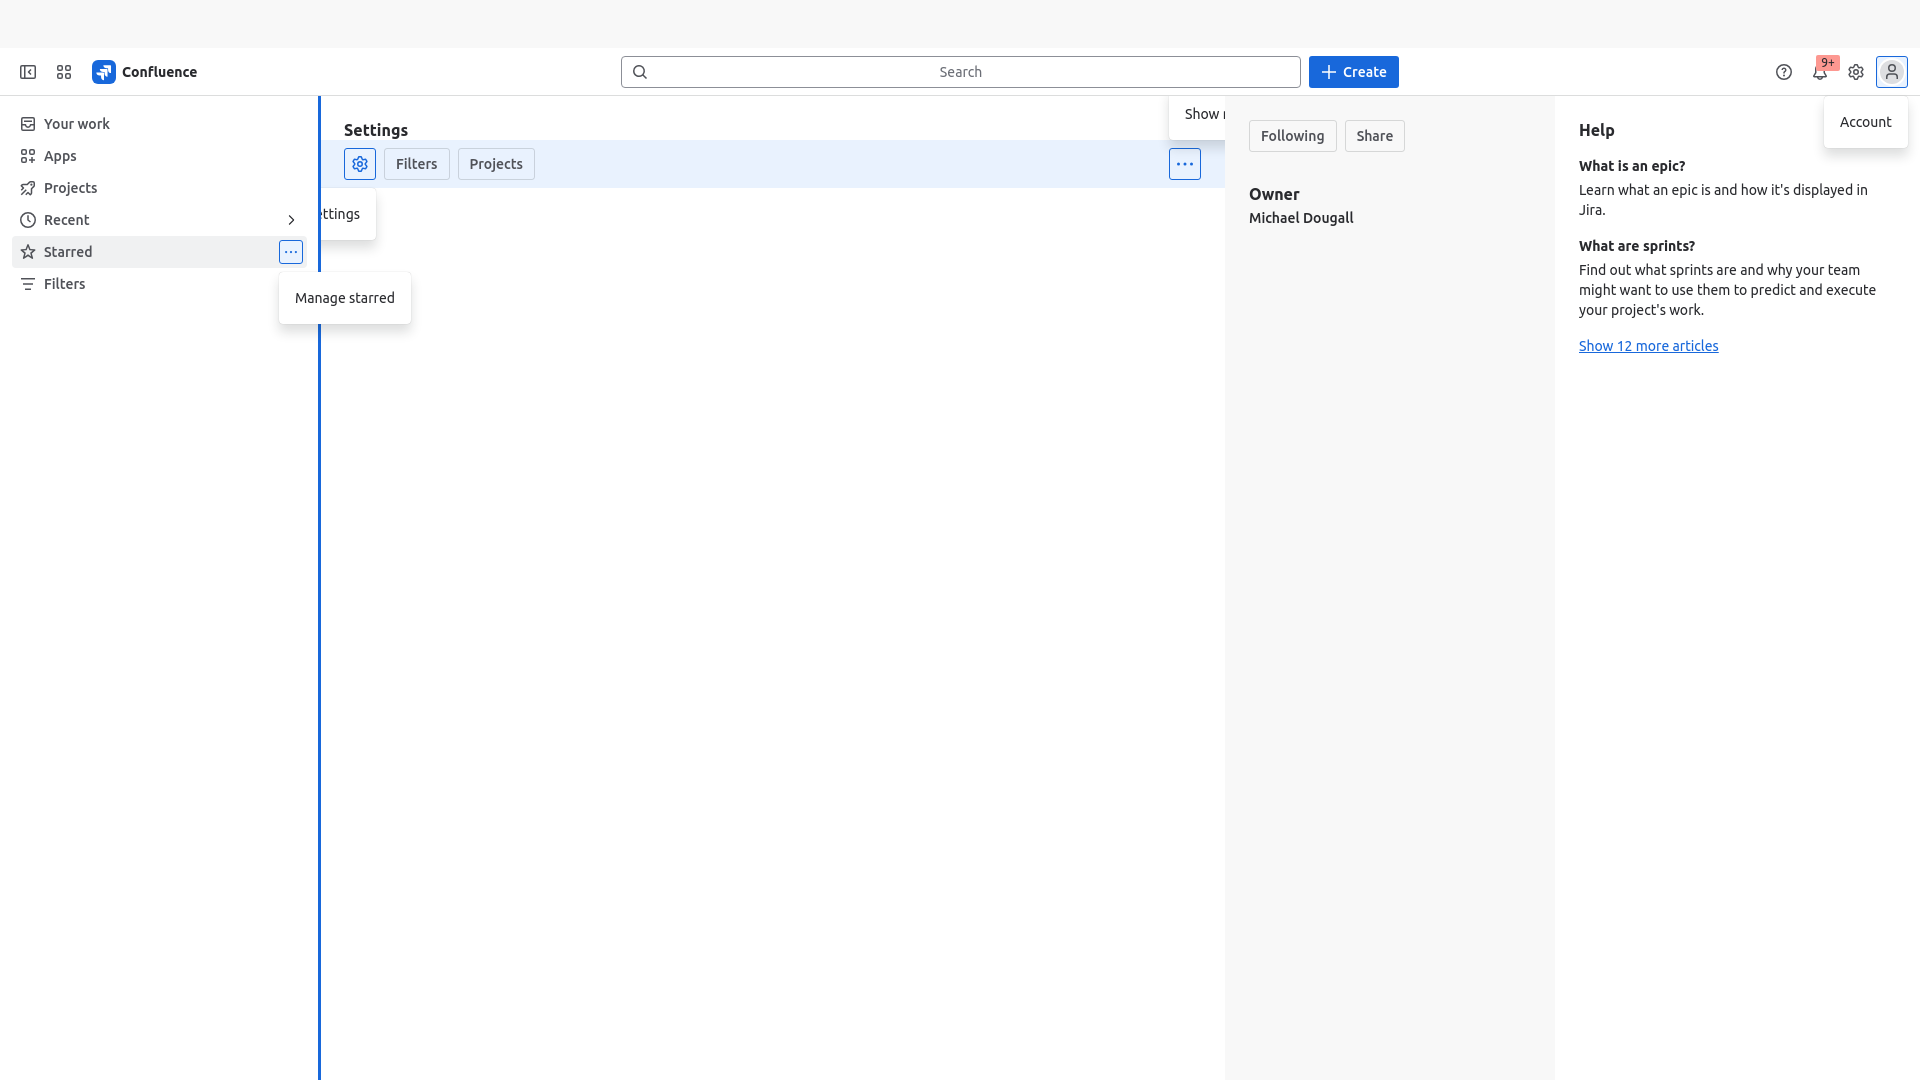 Confluence
Search
Create
9+
Your work
Apps
Projects
Recent
Starred
Filters
Manage starred
Settings
Filters
Projects
Show
Following
Share
Owner
Michael Dougall
Help
Account
What is an epic?
Learn what an epic is and how it's displayed in
Jira.
What are sprints?
Find out what sprints are and why your team
might want to use them to predict and execute
your project's work.
Show 12 more articles